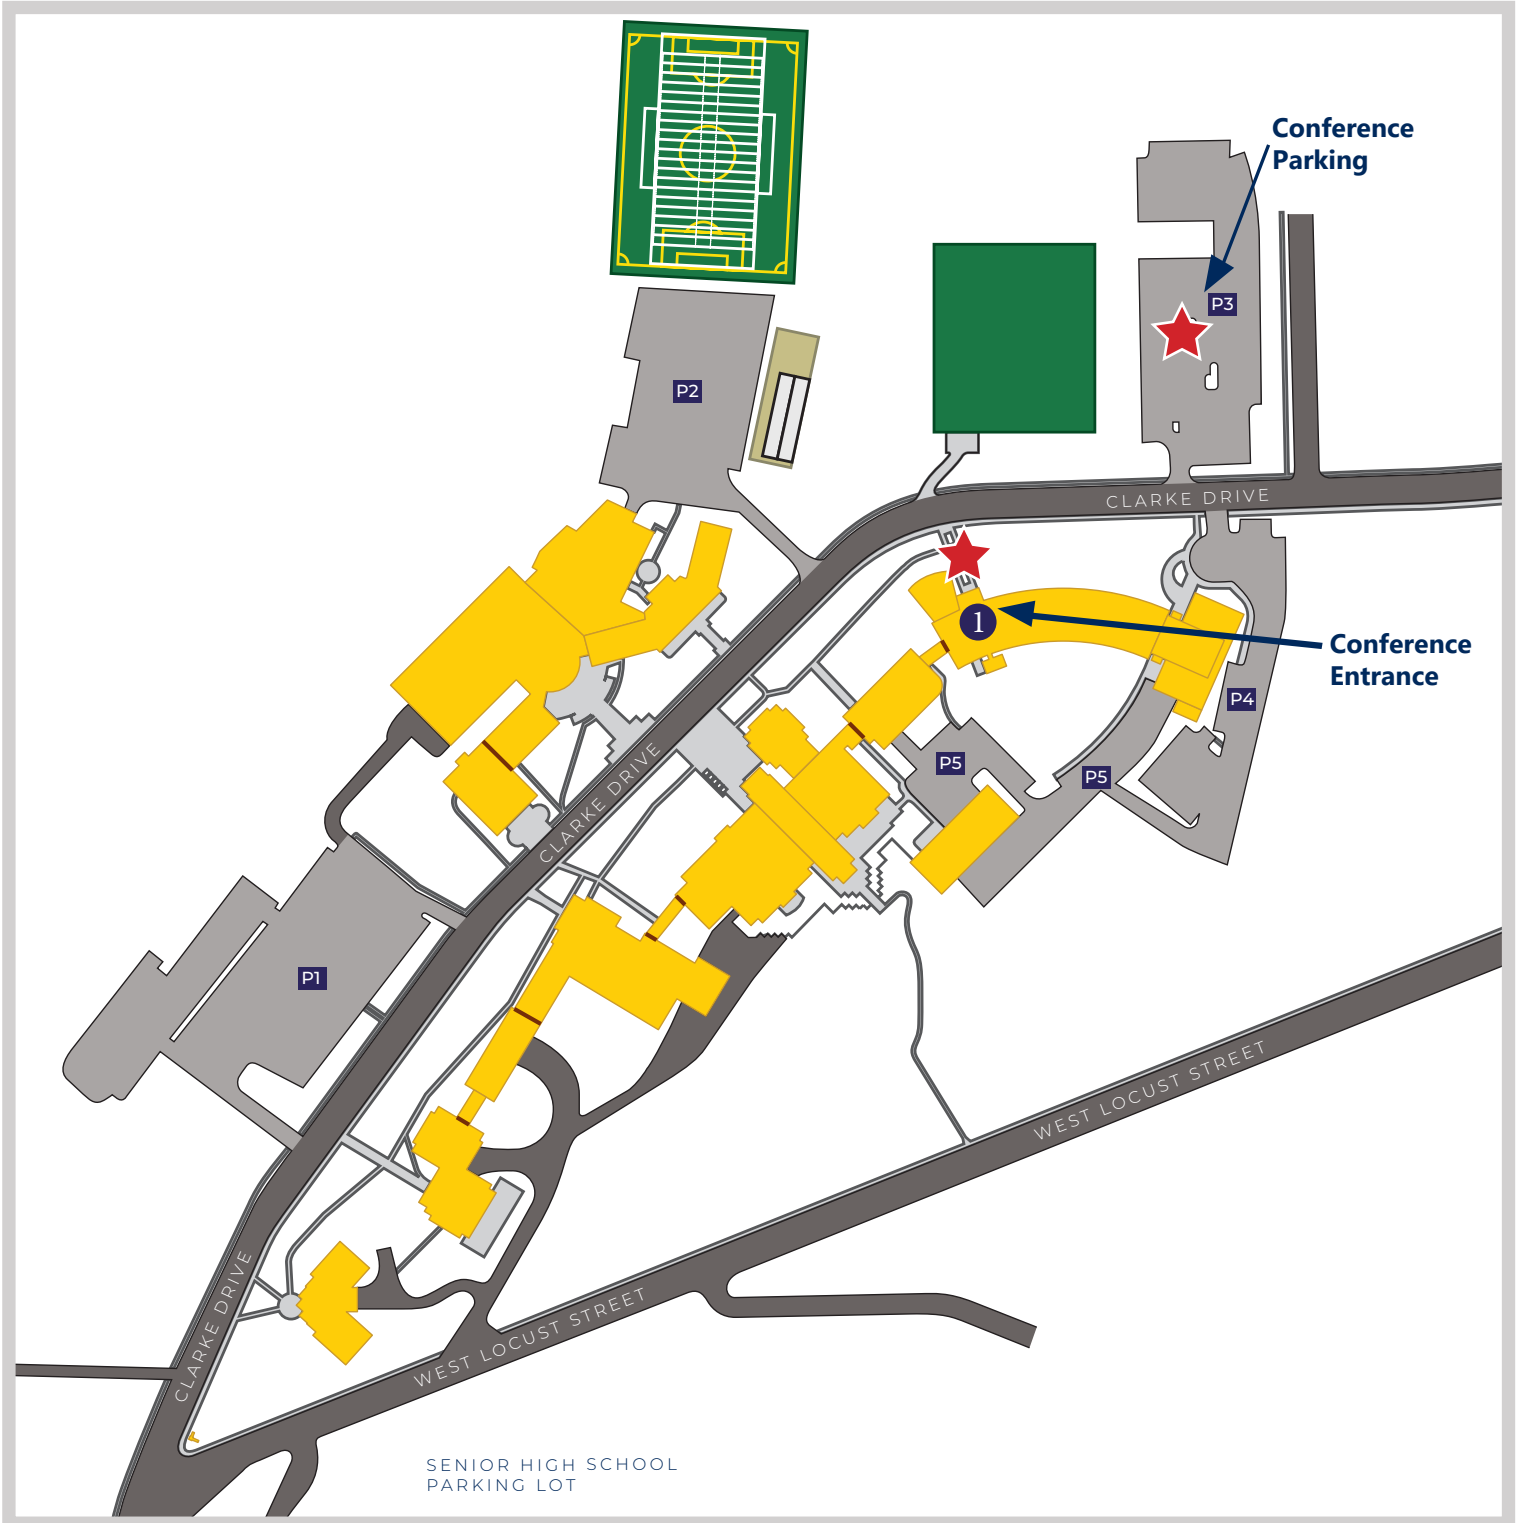 Conference
Parking
P3
P2
CLARKE DRIVE
1
Conference
Entrance
P4
P5
P5
CLARKE DRIVE
P1
WEST LOCUST STREET
CLARKE DRIVE
WEST LOCUST STREET
SENIOR HIGH SCHOOL
PARKING LOT